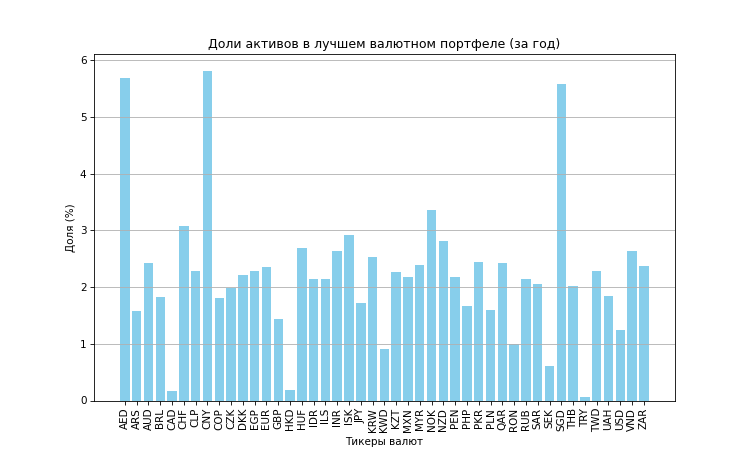 Доли активов в лучшем валютном портфеле (за год)
6
5
4
3
2
1
0
Доля (%)
AED ARS AUD BRL CAD CHF CLP CNY COP CZK DKK EGP EUR GBP HKD HUF IDR ILS INR ISK JPY KRW KWD KZT MXN MYR NOK NZD PEN PHP PKR PLN QAR RON RUB SAR SEK SGD THB TRY TWD UAH USD VND ZAR
Тикеры валют